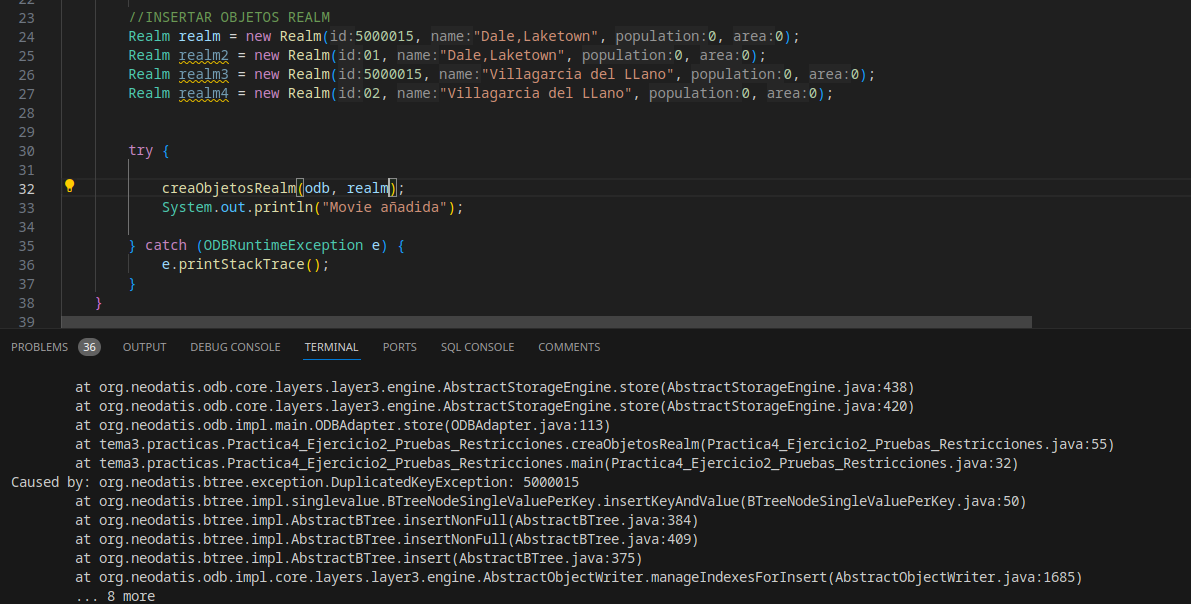 22
23 //INSERTAR OBJETOS REALM
24 Realm realm = new Realm(id:5000015, name:"Dale,Laketown", population:0, area:0);
25 Realm realm2 = new Realm(id:01, name:"Dale,Laketown", population:0, area:0);
26 Realm realm3 = new Realm(id:5000015, name:"Villagarcia del LLano", population:0, area:0);
27 Realm realm4 = new Realm(id:02, name:"Villagarcia del LLano", population:0, area:0);
28
29
30 try {
31
32 creaObjetosRealm(odb, realm);
33 System.out.println("Movie añadida");
34
35 } catch (ODBRuntimeException e) {
36 e.printStackTrace();
37 }
38 }
39
PROBLEMS 36 OUTPUT DEBUG CONSOLE TERMINAL PORTS SQL CONSOLE COMMENTS
at org.neodatis.odb.core.layers.layer3.engine.AbstractStorageEngine.store(AbstractStorageEngine.java:438)
at org.neodatis.odb.core.layers.layer3.engine.AbstractStorageEngine.store(AbstractStorageEngine.java:420)
at org.neodatis.odb.impl.main.ODBAdapter.store(ODBAdapter.java:113)
at tema3.practicas.Practica4_Ejercicio2_Pruebas_Restricciones.creaObjetosRealm(Practica4_Ejercicio2_Pruebas_Restricciones.java:55)
at tema3.practicas.Practica4_Ejercicio2_Pruebas_Restricciones.main(Practica4_Ejercicio2_Pruebas_Restricciones.java:32)
Caused by: org.neodatis.btree.exception.DuplicatedKeyException: 5000015
at org.neodatis.btree.impl.singlevalue.BTreeNodeSingleValuePerKey.insertKeyAndValue(BTreeNodeSingleValuePerKey.java:50)
at org.neodatis.btree.impl.AbstractBTree.insertNonFull(AbstractBTree.java:384)
at org.neodatis.btree.impl.AbstractBTree.insertNonFull(AbstractBTree.java:409)
at org.neodatis.btree.impl.AbstractBTree.insert(AbstractBTree.java:375)
at org.neodatis.odb.impl.core.layers.layer3.engine.AbstractObjectWriter.manageIndexesForInsert(AbstractObjectWriter.java:1685)
... 8 more